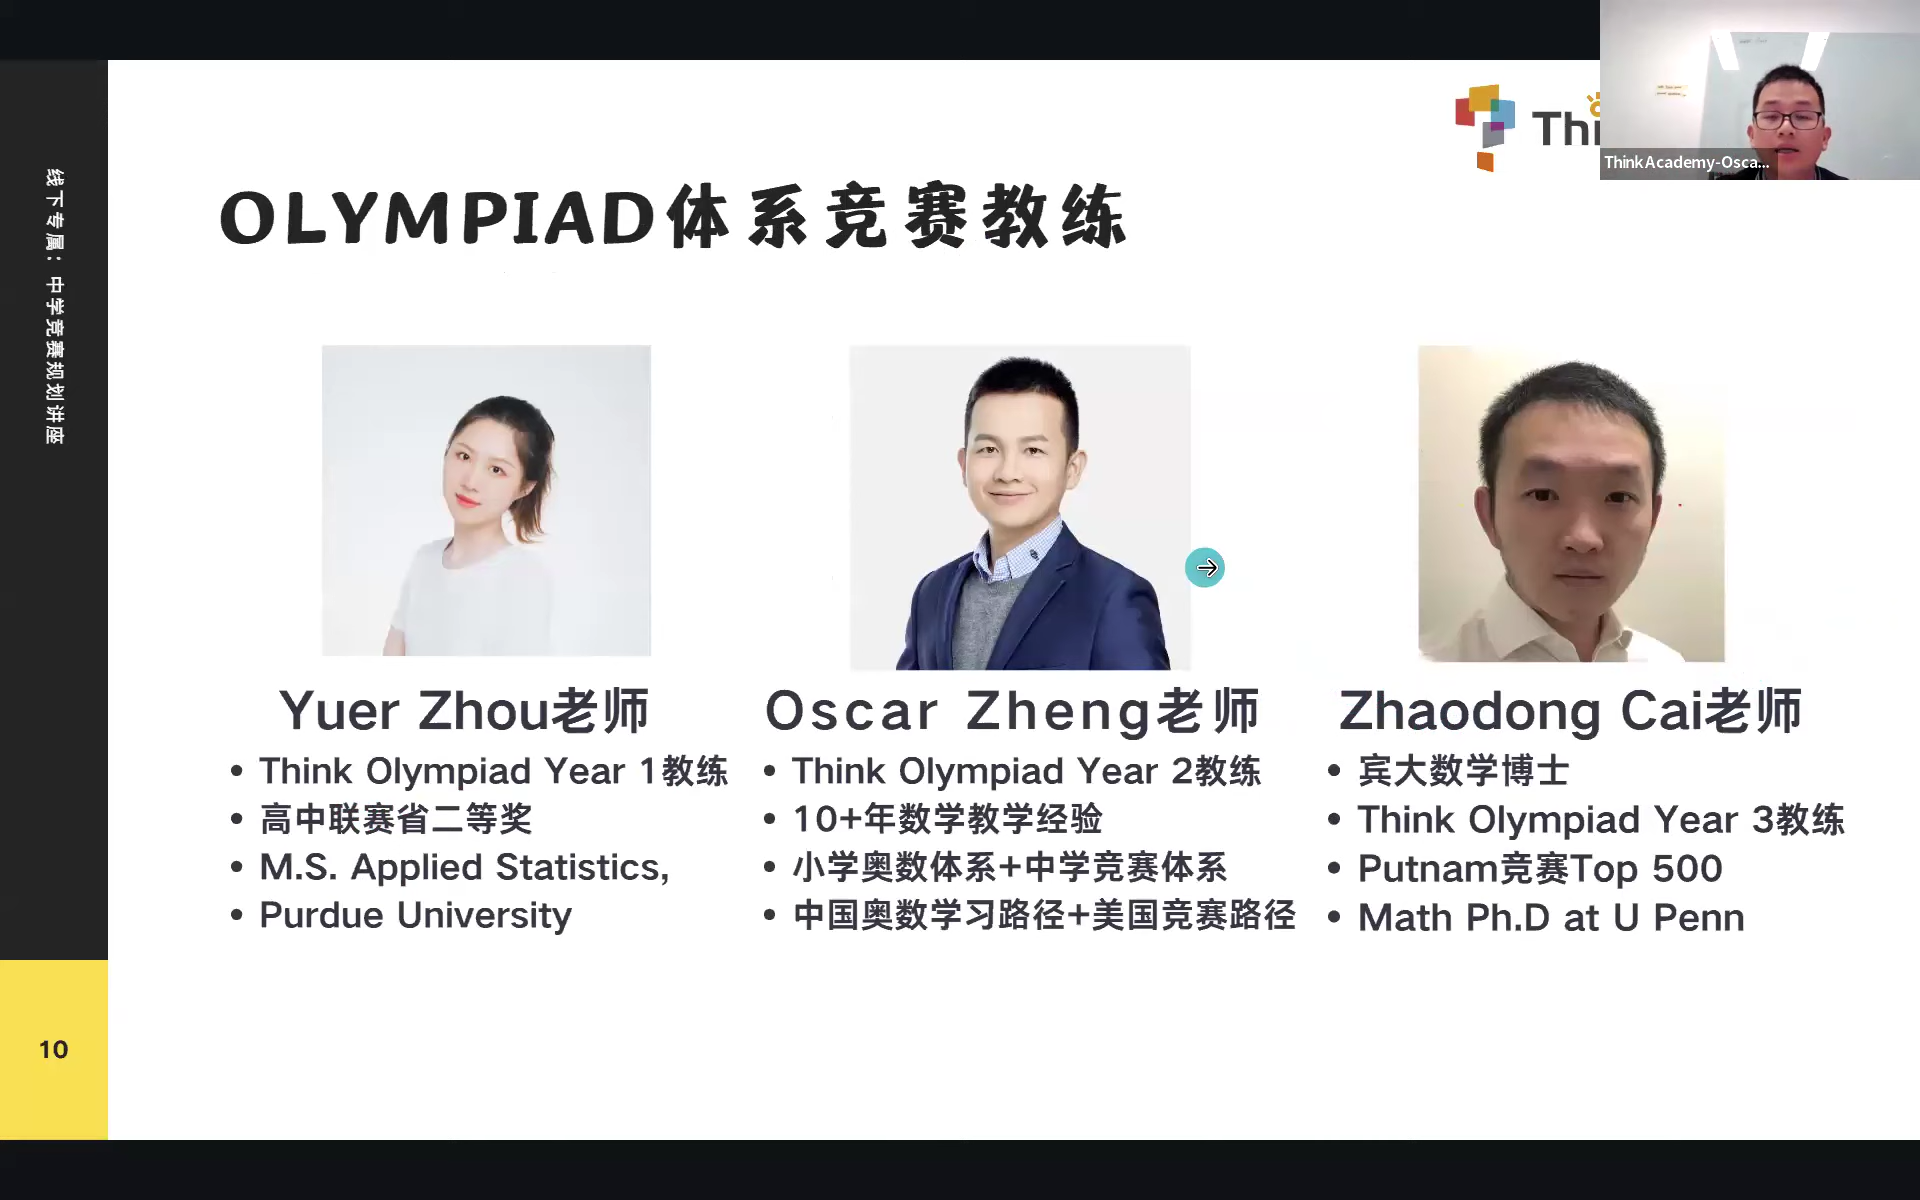 Thi
ThinkAcademy-Osca...
线下专属：中学竞赛规划讲座
OLYMPIAD体系竞赛教练
Yuer Zhou老师
• Think Olympiad Year 1教练
• 高中联赛省二等奖
• M.S. Applied Statistics,
• Purdue University
Oscar Zheng老师
• Think Olympiad Year 2教练
• 10+年数学教学经验
• 小学奥数体系+中学竞赛体系
• 中国奥数学习路径+美国竞赛路径
Zhaodong Cai老师
• 宾大数学博士
• Think Olympiad Year 3教练
• Putnam竞赛Top 500
• Math Ph.D at U Penn
10